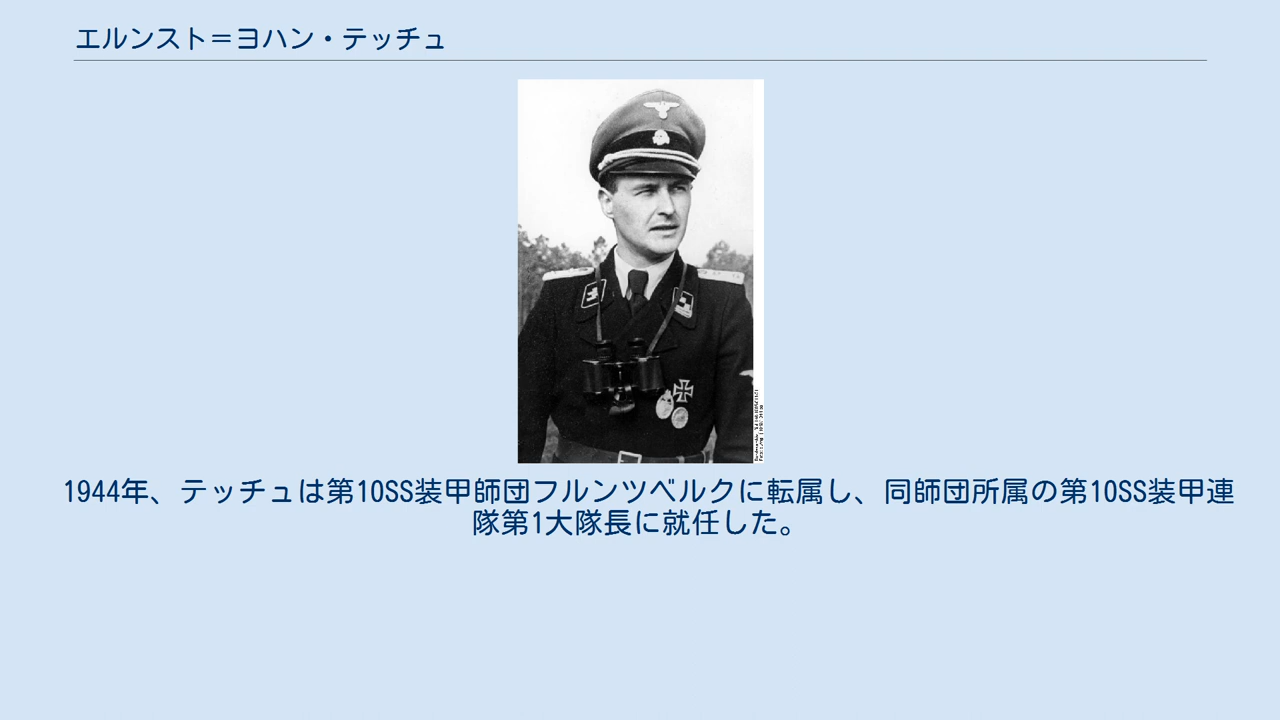 エルンスト＝ヨハン・テッチュ
1944年、テッチュは第10SS装甲師団フルンツベルクに転属し、同師団所属の第10SS装甲連
隊第1大隊長に就任した。